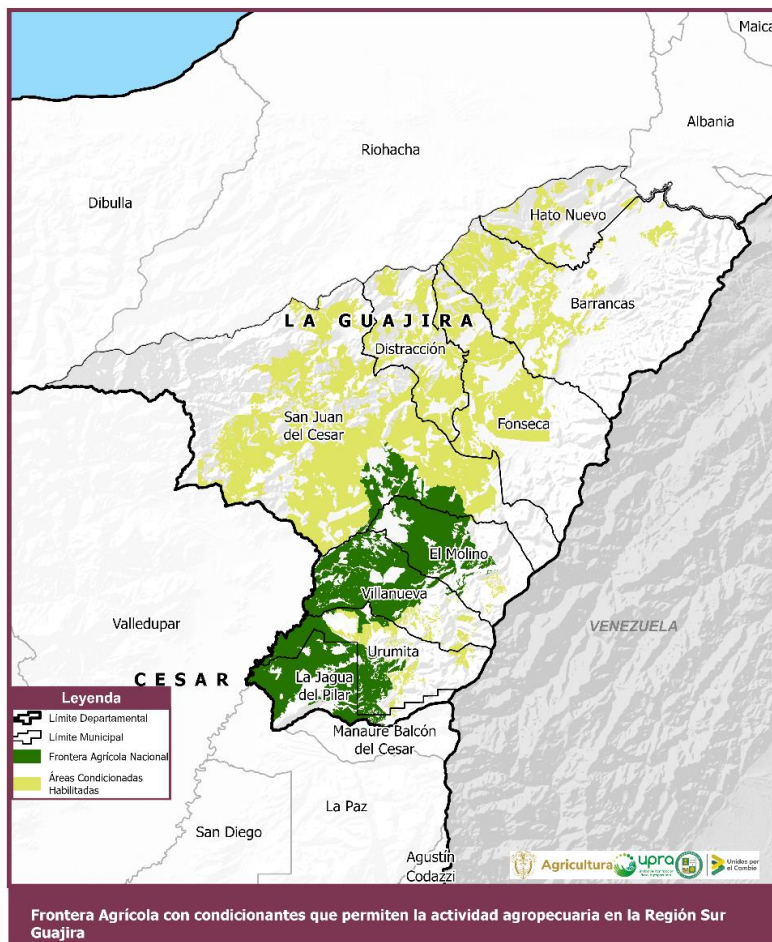 Maica
Albania
Riohacha
Dibulla
Hato Nuevo
Barrancas
LA GUAJIRA
Distracción
San Juan
del Cesar
Fonseca
El Molino
Villanueva
Valledupar
VENEZUELA
Urumita
CESAR
La Jagua
del Pilar
Leyenda
Límite Departamental
Límite Municipal
Frontera Agrícola Nacional
Áreas Condicionadas
Habilitadas
Manaure Balcón
del Cesar
La Paz
San Diego
Agustín
Codazzi
Agricultura
upra
Unidos por
el Cambio
Frontera Agrícola con condicionantes que permiten la actividad agropecuaria en la Región Sur
Guajira